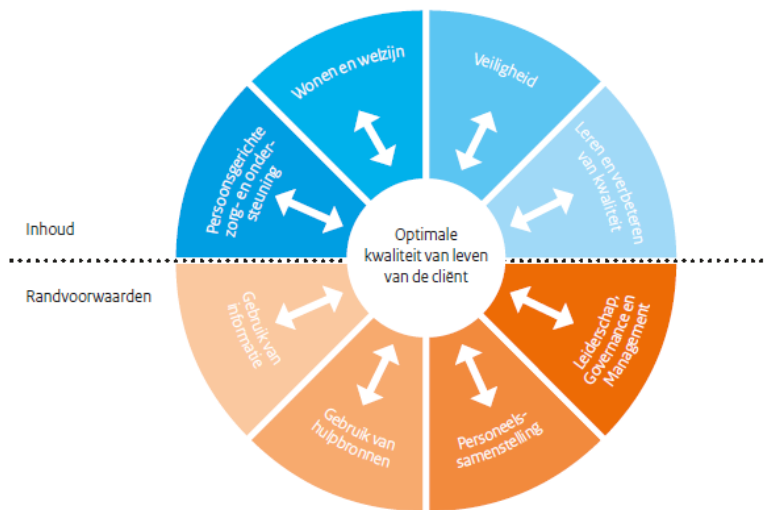 Wonen en welzijn
Veiligheid
Persoonsgerichte
zorg- en onder-
steuning
Leren en verbeteren
van kwaliteit
Inhoud
Optimale
kwaliteit van leven
van de cliënt
Randvoorwaarden
Gebruik van
informatie
Leiderschap,
Governance en
Management
Gebruik van
hulpbronnen
Personeels-
samenstelling